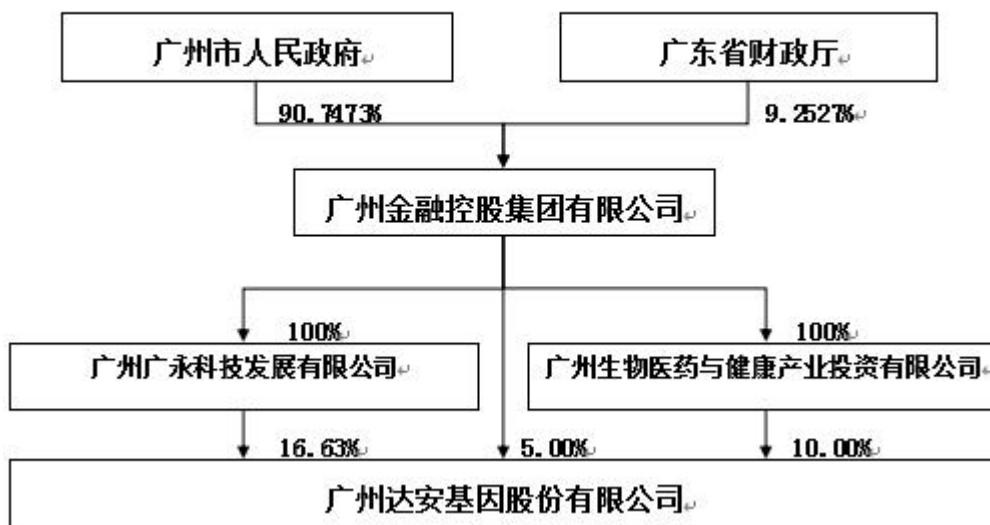 广州市人民政府
广东省财政厅
90.7473%
9.2527%
广州金融控股集团有限公司
100%
100%
广州广永科技发展有限公司
广州生物医药与健康产业投资有限公司
16.63%
5.00%
10.00%
广州达安基因股份有限公司